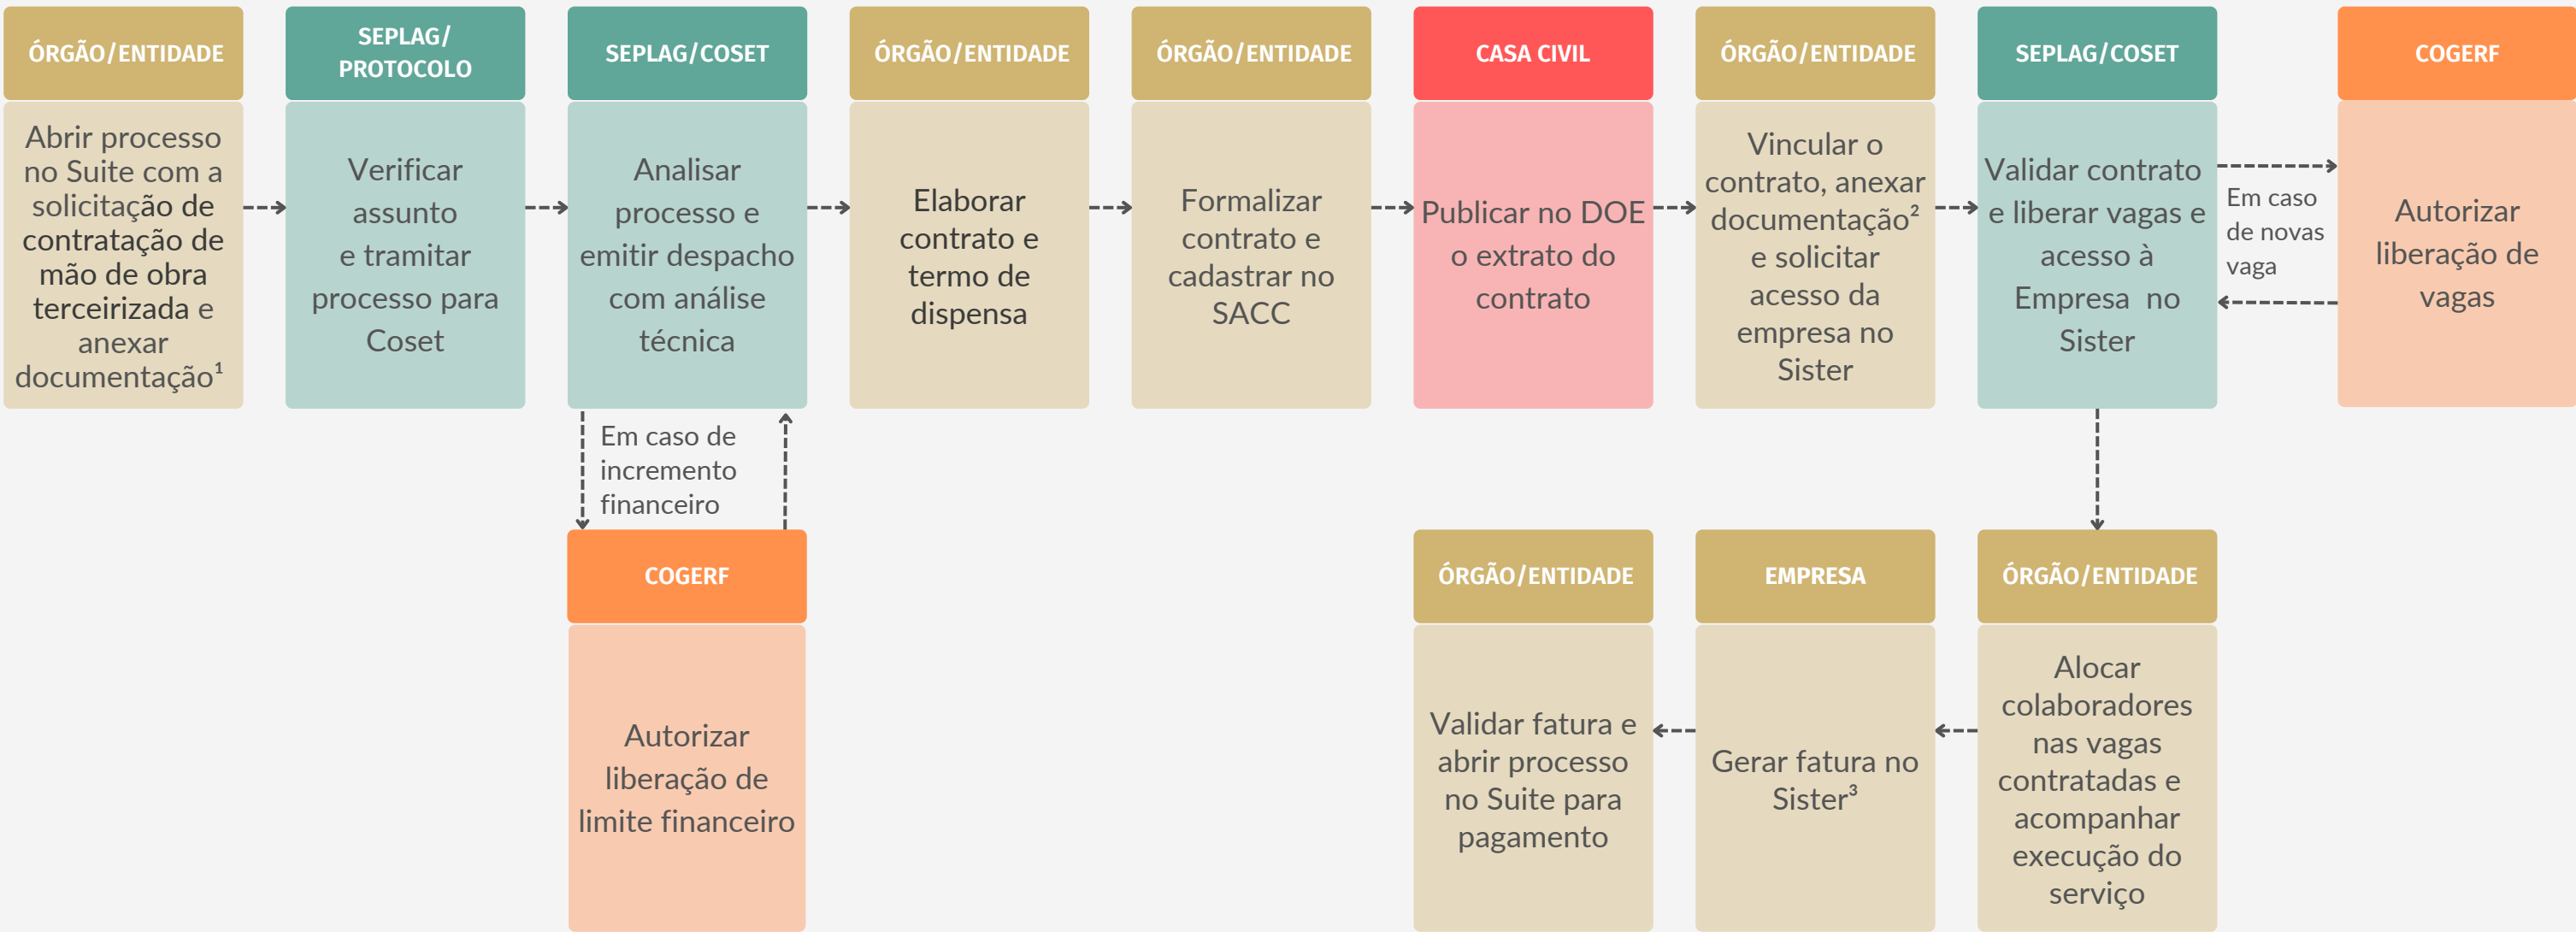 ÓRGÃO/ENTIDADE
Abrir processo
no Suite com a
solicitação de
contratação de
mão de obra
terceirizada e
anexar
documentação¹
SEPLAG/
PROTOCOLO
Verificar
assunto
e tramitar
processo para
Coset
SEPLAG/COSET
Analisar
processo e
emitir despacho
com análise
técnica
Em caso de
incremento
financeiro
COGERF
Autorizar
liberação de
limite financeiro
ÓRGÃO/ENTIDADE
Elaborar
contrato e
termo de
dispensa
ÓRGÃO/ENTIDADE
Formalizar
contrato e
cadastrar no
SACC
CASA CIVIL
Publicar no DOE
o extrato do
contrato
ÓRGÃO/ENTIDADE
Vincular o
contrato, anexar
documentação²
e solicitar
acesso da
empresa no
Sister
SEPLAG/COSET
Validar contrato
e liberar vagas e
acesso à
Empresa no
Sister
Em caso
de novas
vaga
COGERF
Autorizar
liberação de
vagas
ÓRGÃO/ENTIDADE
Alocar
colaboradores
nas vagas
contratadas e
acompanhar
execução do
serviço
EMPRESA
Gerar fatura no
Sister³
ÓRGÃO/ENTIDADE
Validar fatura e
abrir processo
no Suite para
pagamento